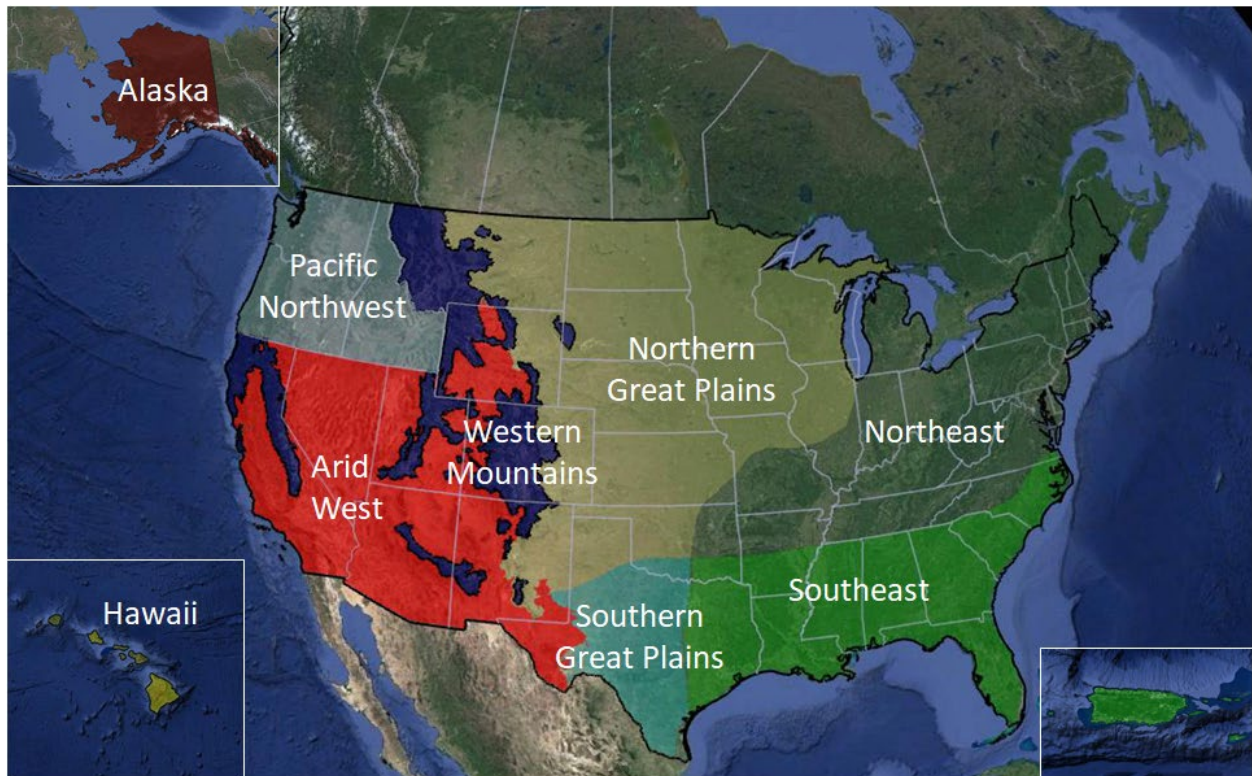 Alaska
Pacific
Northwest
Northern
Great Plains
Northeast
Western
Mountains
Arid
West
Southeast
Southern
Great Plains
Hawaii